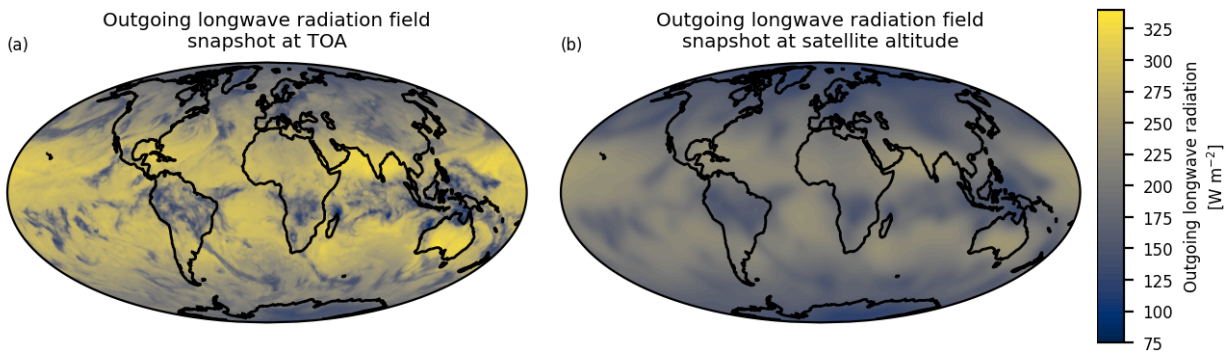 Outgoing longwave radiation field
snapshot at TOA
(a)
Outgoing longwave radiation field
snapshot at satellite altitude
(b)
325
300
275
250
225
200
175
150
125
100
75
Outgoing longwave radiation
[W m⁻²]